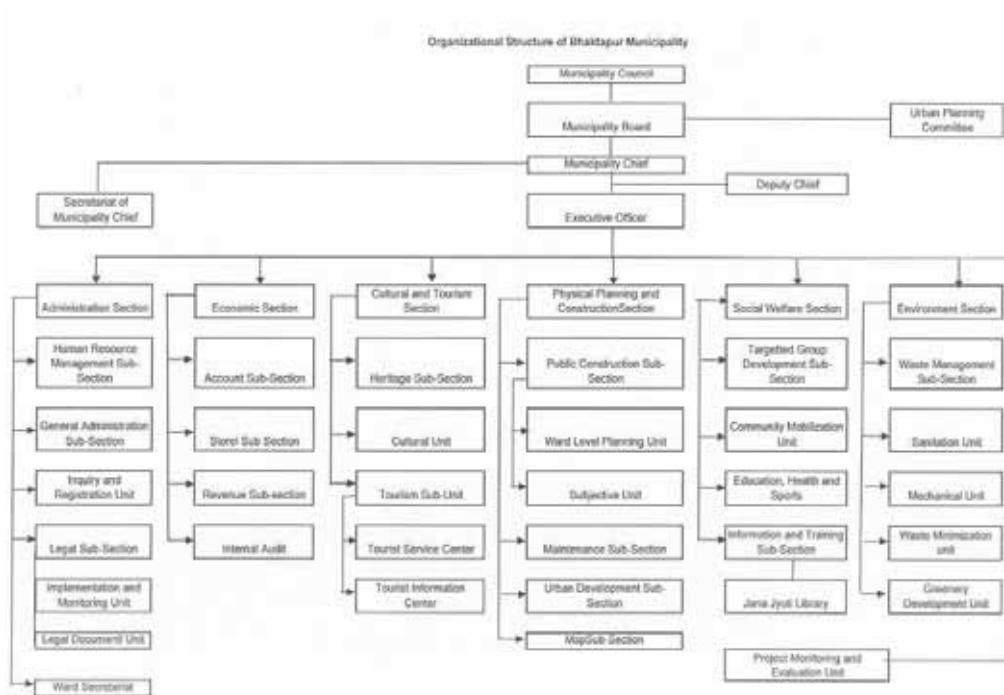 Organizational Structure of Bhaktapur Municipality
Municipality Council
Municipality Board
Urban Planning
Committee
Municipality Chief
Deputy Chief
Secretariat of
Municipality Chief
Executive Officer
Administration Section
Economic Section
Cultural and Tourism
Section
Physical Planning and
ConstructionSection
Social Welfare Section
Environment Section
Human Resource
Management Sub-
Section
Account Sub-Section
Heritage Sub-Section
Public Construction Sub-
Section
Targetted Group
Development Sub-
Section
Waste Management
Sub-Section
General Administration
Sub-Section
Storel Sub Section
Cultural Unit
Ward Level Planning Unit
Community Mobilization
Unit
Sanitation Unit
Inquiry and
Registration Unit
Revenue Sub-section
Tourism Sub-Unit
Subjective Unit
Education, Health and
Sports
Mechanical Unit
Legal Sub-Section
Internal Audit
Tourist Service Center
Maintenance Sub-Section
Information and Training
Sub-Section
Waste Minimization
unit
Implementation and
Monitoring Unit
Tourist Information
Center
Urban Development Sub-
Section
Jana Jyoti Library
Greenery
Development Unit
Legal Document Unit
MapSub-Section
Project Monitoring and
Evaluation Unit
Ward Secretariat